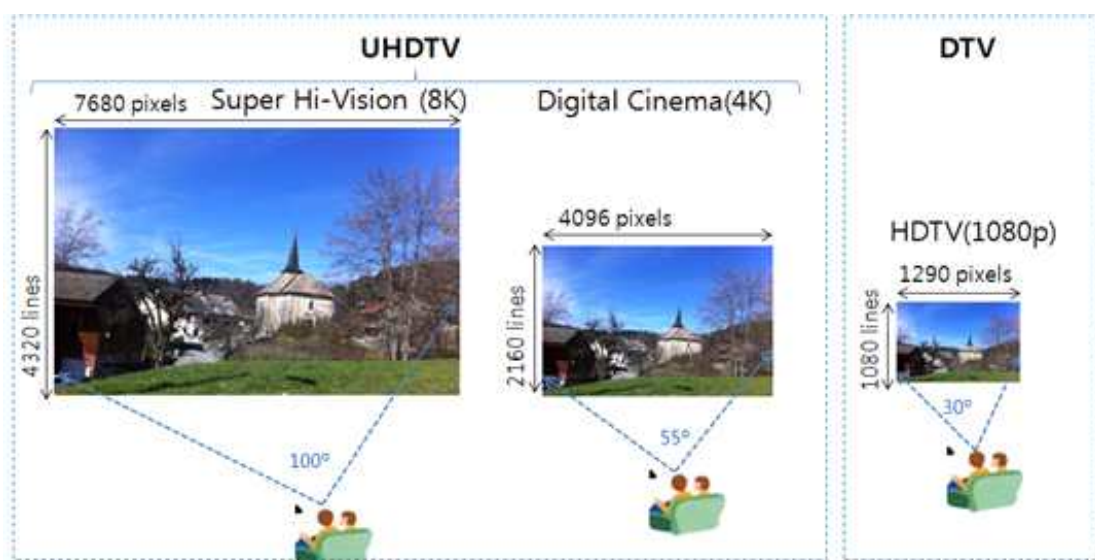 UHDTV
Super Hi-Vision (8K)
7680 pixels
4320 lines
100º
Digital Cinema(4K)
4096 pixels
2160 lines
55º
DTV
HDTV(1080p)
1290 pixels
1080 lines
30º